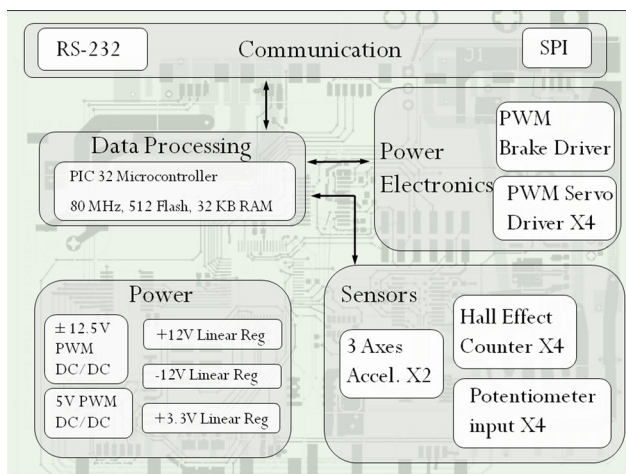 RS-232
Communication
SPI
Data Processing
PIC 32 Microcontroller
80 MHz, 512 Flash, 32 KB RAM
Power
Electronics
PWM
Brake Driver
PWM Servo
Driver X4
Power
± 12.5V
PWM
DC/DC
5V PWM
DC/DC
+12V Linear Reg
-12V Linear Reg
+3.3V Linear Reg
Sensors
3 Axes
Accel. X2
Hall Effect
Counter X4
Potentiometer
input X4
J1